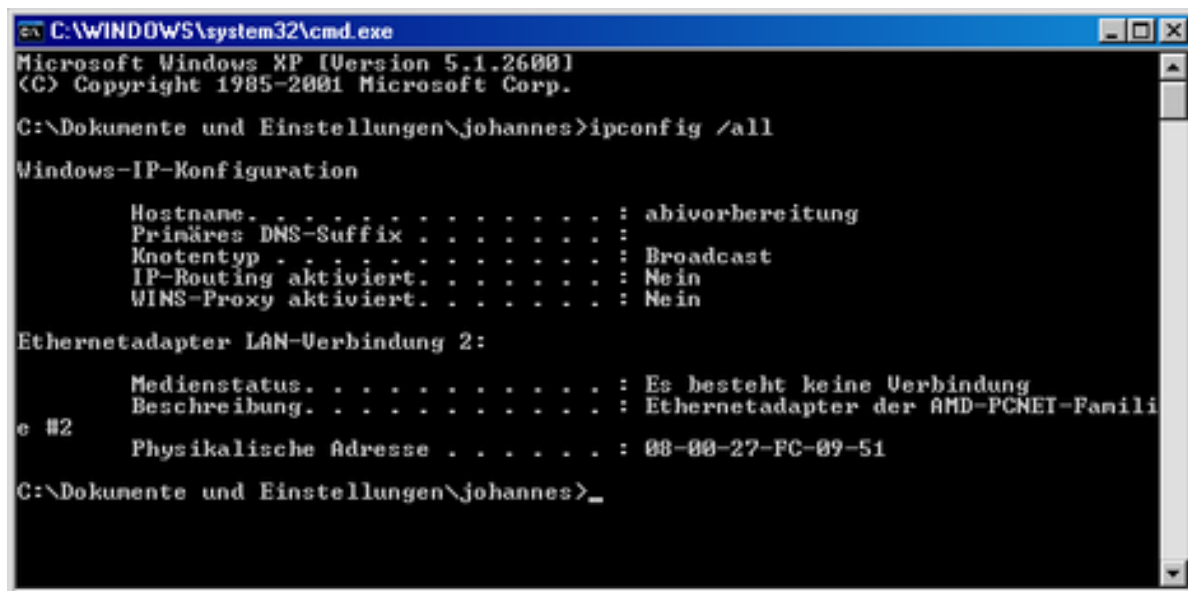 C:\WINDOWS\system32\cmd.exe
Microsoft Windows XP [Version 5.1.2600]
(C) Copyright 1985-2001 Microsoft Corp.
C:\Dokumente und Einstellungen\johannes>ipconfig /all
Windows-IP-Konfiguration
Hostname. . . . . . . . . . . . . : abivorbereitung
Primäres DNS-Suffix . . . . . . . :
Knotentyp . . . . . . . . . . . . : Broadcast
IP-Routing aktiviert. . . . . . . : Nein
WINS-Proxy aktiviert. . . . . . . : Nein
Ethernetadapter LAN-Verbindung 2:
Medienstatus. . . . . . . . . . . : Es besteht keine Verbindung
Beschreibung. . . . . . . . . . . : Ethernetadapter der AMD-PCNET-Famili
e #2
Physikalische Adresse . . . . . . : 08-00-27-FC-09-51
C:\Dokumente und Einstellungen\johannes>_